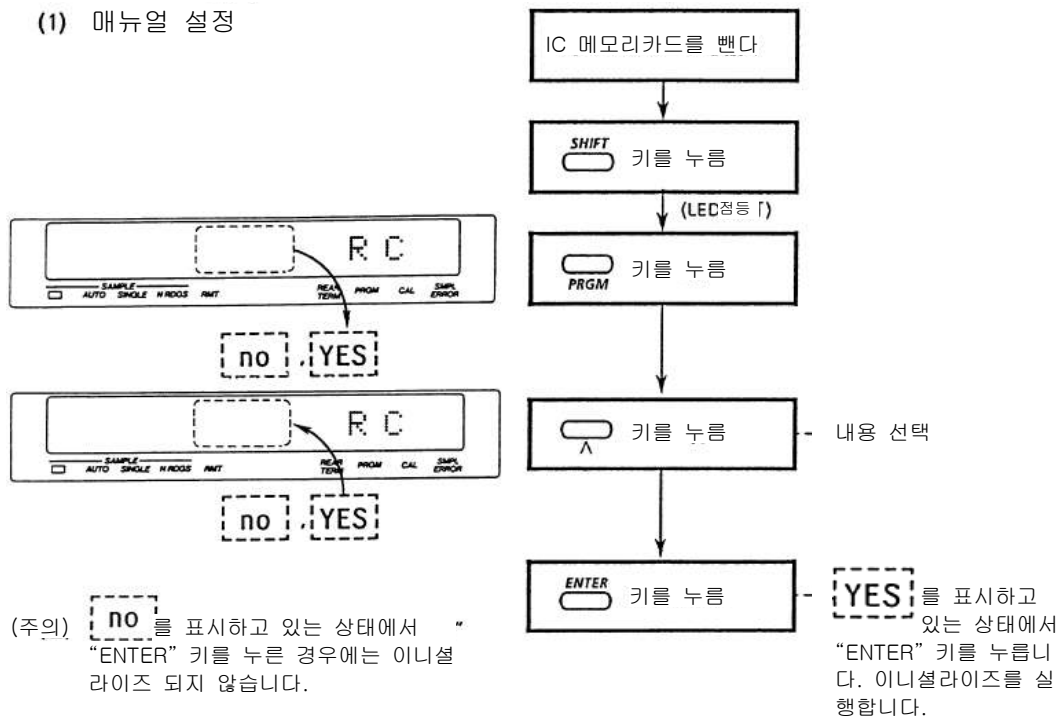 (1) 매뉴얼 설정
IC 메모리카드를 뺀다
SHIFT
키를 누름
(LED점등 「)
키를 누름
PRGM
R C
SAMPLE
AUTO SINGLE N RDGS RMT REAR TERM PRGM CAL SMPL ERROR
no , YES
R C
SAMPLE
AUTO SINGLE N RDGS RMT REAR TERM PRGM CAL SMPL ERROR
no , YES
키를 누름
내용 선택
ENTER
키를 누름
YES 를 표시하고
있는 상태에서
“ENTER” 키를 누릅니
다. 이니셜라이즈를 실
행합니다.
(주의) no 를 표시하고 있는 상태에서 "
“ENTER” 키를 누른 경우에는 이니셜
라이즈 되지 않습니다.